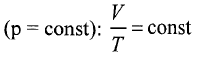 (p = const): V/T = const